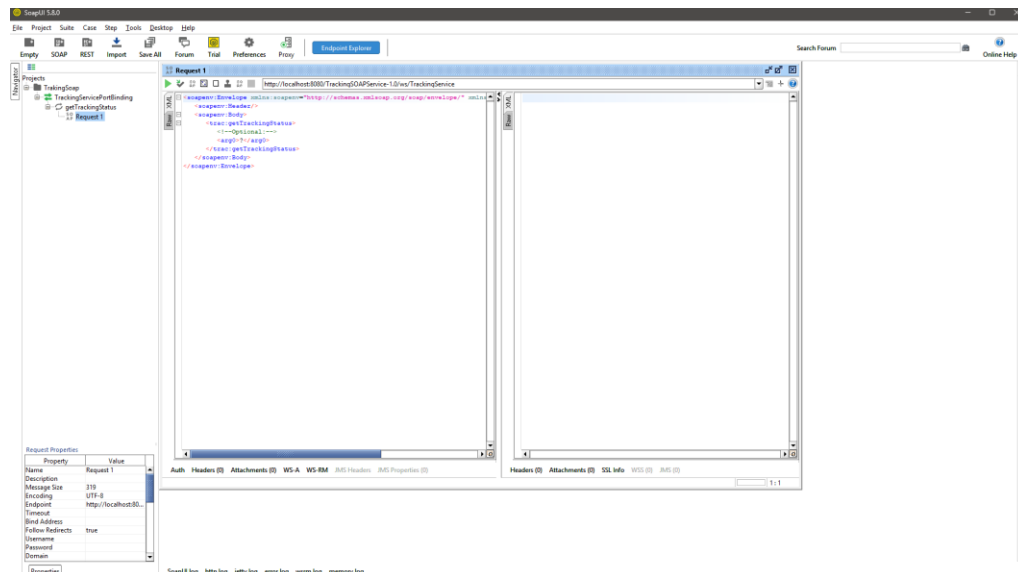 SoapUI 5.8.0
File Project Suite Case Step Tools Desktop Help
Empty SOAP REST Import Save All Forum Trial Preferences Proxy
Endpoint Explorer
Search Forum
Online Help
Navigator
Projects
TrakingSoap
TrackingServicePortBinding
getTrackingStatus
Request 1
Request 1
http://localhost:8080/TrackingSOAPService-1.0/ws/TrackingService
XML
Raw
<soapenv:Envelope xmlns:soapenv="http://schemas.xmlsoap.org/soap/envelope/" xmlns
<soapenv:Header/>
<soapenv:Body>
<trac:getTrackingStatus>
<!--Optional:-->
<arg0>?</arg0>
</trac:getTrackingStatus>
</soapenv:Body>
</soapenv:Envelope>
XML
Raw
Auth Headers (0) Attachments (0) WS-A WS-RM JMS Headers JMS Properties (0)
Headers (0) Attachments (0) SSL Info WSS (0) JMS (0)
1 : 1
Request Properties
Property Value
Name Request 1
Description
Message Size 319
Encoding UTF-8
Endpoint http://localhost:80...
Timeout
Bind Address
Follow Redirects true
Username
Password
Domain
Properties
SoapUI log http log jetty log error log wsrm log memory log